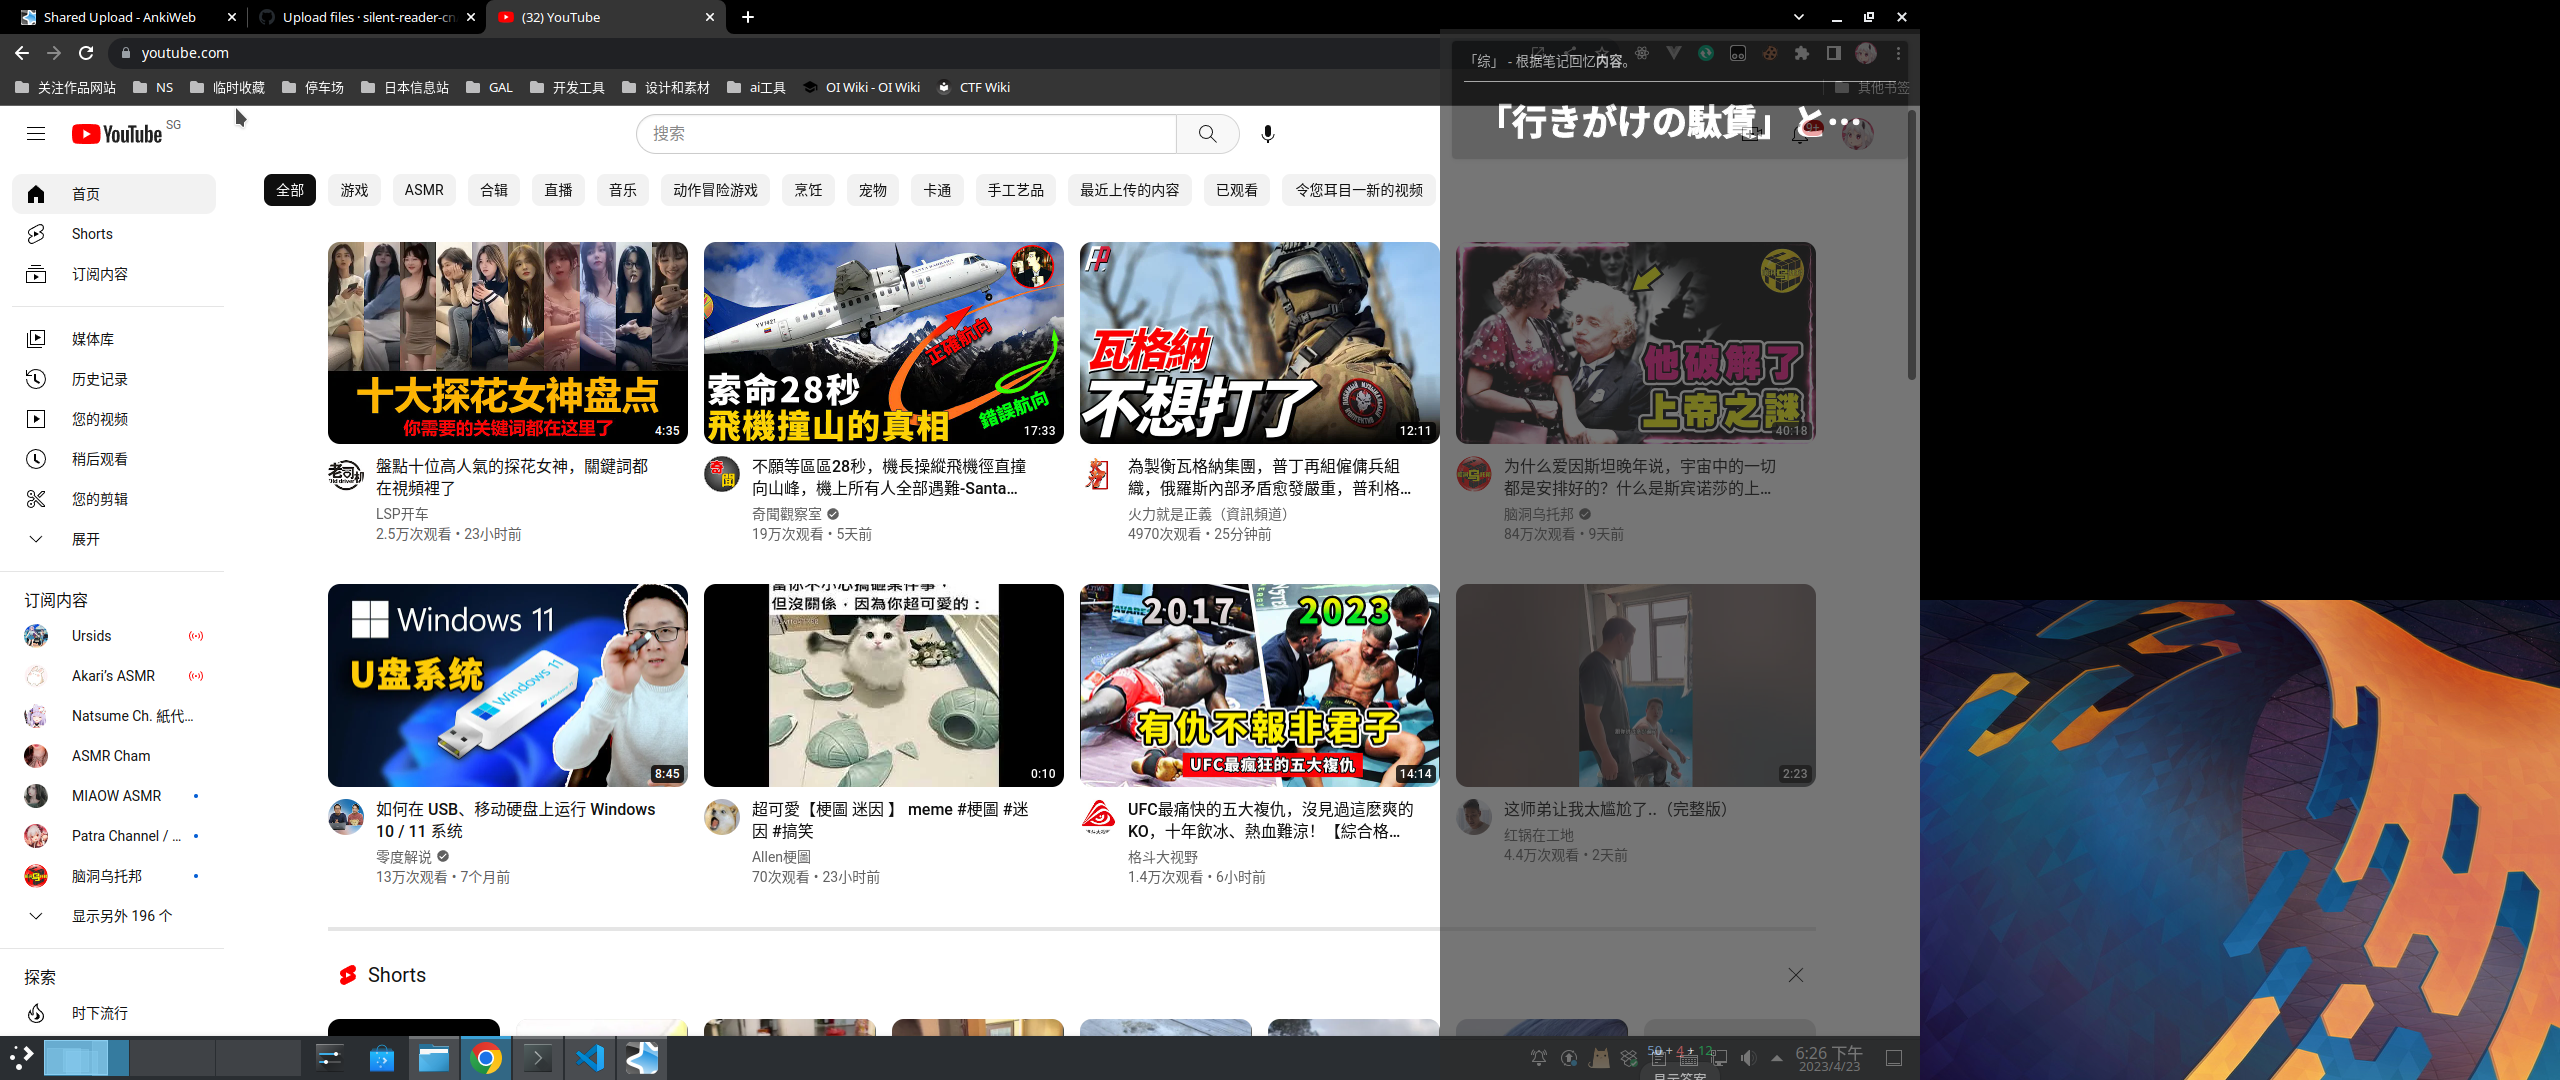 Shared Upload - AnkiWeb
Upload files · silent-reader-cn
(32) YouTube
youtube.com
关注作品网站
NS
临时收藏
停车场
日本信息站
GAL
开发工具
设计和素材
ai工具
OI Wiki - OI Wiki
CTF Wiki
其他书签
「综」 - 根据笔记回忆内容。
「行きがけの駄賃」と…
YouTube
SG
搜索
全部
游戏
ASMR
合辑
直播
音乐
动作冒险游戏
烹饪
宠物
卡通
手工艺品
最近上传的内容
已观看
令您耳目一新的视频
首页
Shorts
订阅内容
媒体库
历史记录
您的视频
稍后观看
您的剪辑
展开
订阅内容
Ursids
Akari's ASMR
Natsume Ch. 紙代...
ASMR Cham
MIAOW ASMR
Patra Channel / ...
脑洞乌托邦
显示另外 196 个
探索
时下流行
十大探花女神盘点
你需要的关键词都在这里了
4:35
盤點十位高人氣的探花女神，關鍵詞都
在視頻裡了
LSP开车
2.5万次观看 • 23小时前
正確航向
索命28秒
飛機撞山的真相
錯誤航向
17:33
不願等區區28秒，機長操縱飛機徑直撞
向山峰，機上所有人全部遇難-Santa...
奇聞觀察室
19万次观看 • 5天前
瓦格納
不想打了
12:11
為製衡瓦格納集團，普丁再組僱傭兵組
織，俄羅斯內部矛盾愈發嚴重，普利格...
火力就是正義（資訊頻道）
4970次观看 • 25分钟前
他破解了
上帝之謎
40:18
为什么爱因斯坦晚年说，宇宙中的一切
都是安排好的？什么是斯宾诺莎的上...
脑洞乌托邦
84万次观看 • 9天前
Windows 11
U盘系统
Windows 11
8:45
如何在 USB、移动硬盘上运行 Windows
10 / 11 系统
零度解说
13万次观看 • 7个月前
但沒關係，因為你超可愛的：
0:10
超可愛【梗圖 迷因 】 meme #梗圖 #迷
因 #搞笑
Allen梗圖
70次观看 • 23小时前
2017
2023
有仇不報非君子
UFC最瘋狂的五大複仇
14:14
UFC最痛快的五大複仇，沒見過這麼爽的
KO，十年飲冰、熱血難涼！【綜合格...
格斗大视野
1.4万次观看 • 6小时前
2:23
这师弟让我太尴尬了..（完整版）
红锅在工地
4.4万次观看 • 2天前
Shorts
50 + 4 + 12
6:26 下午
2023/4/23